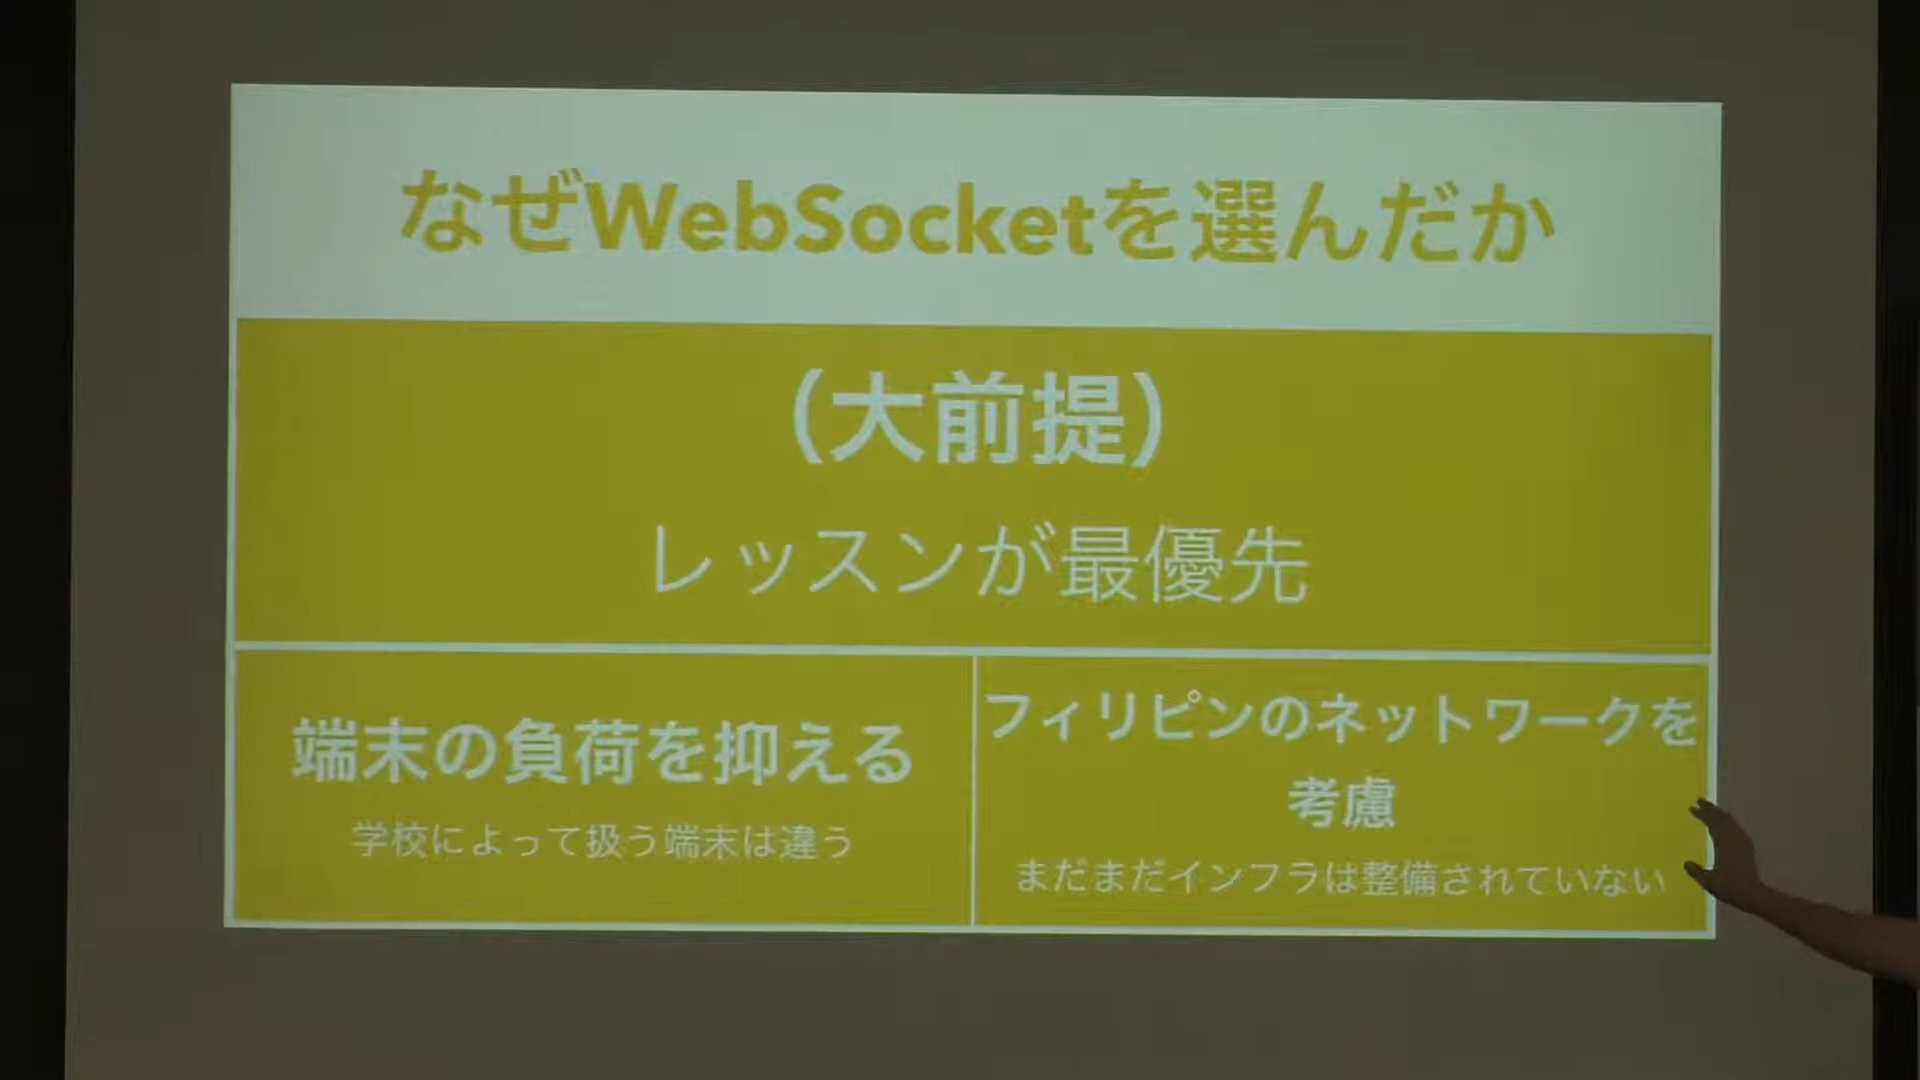 なぜWebSocketを選んだか
（大前提）
レッスンが最優先
端末の負荷を抑える
学校によって扱う端末は違う
フィリピンのネットワークを
考慮
まだまだインフラは整備されていない